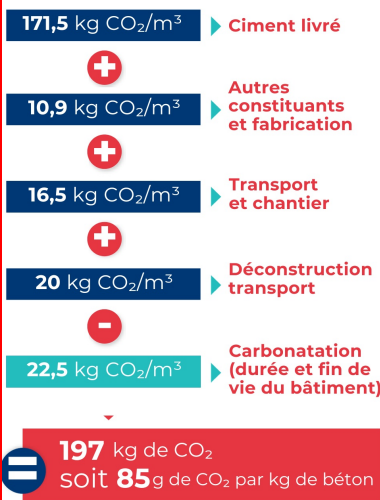 171,5 kg CO₂/m³
Ciment livré
+
10,9 kg CO₂/m³
Autres
constituants
et fabrication
+
16,5 kg CO₂/m³
Transport
et chantier
+
20 kg CO₂/m³
Déconstruction
transport
-
22,5 kg CO₂/m³
Carbonatation
(durée et fin de
vie du bâtiment)
=
197 kg de CO₂
soit 85 g de CO₂ par kg de béton